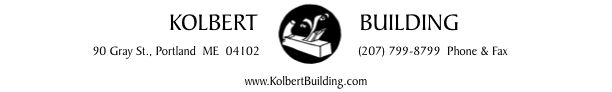 KOLBERT BUILDING
90 Gray St., Portland ME 04102 (207) 799-8799 Phone & Fax
www.KolbertBuilding.com